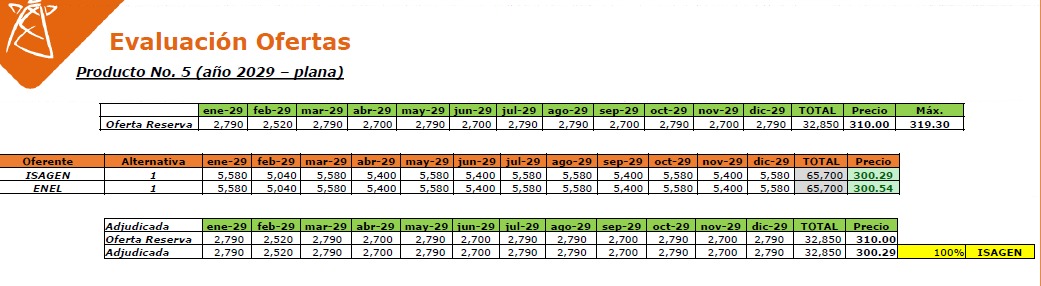 Evaluación Ofertas
Producto No. 5 (año 2029 – plana)
ene-29 feb-29 mar-29 abr-29 may-29 jun-29 jul-29 ago-29 sep-29 oct-29 nov-29 dic-29 TOTAL Precio Máx.
Oferta Reserva 2,790 2,520 2,790 2,700 2,790 2,700 2,790 2,790 2,700 2,790 2,700 2,790 32,850 310.00 319.30
Oferente Alternativa ene-29 feb-29 mar-29 abr-29 may-29 jun-29 jul-29 ago-29 sep-29 oct-29 nov-29 dic-29 TOTAL Precio
ISAGEN 1 5,580 5,040 5,580 5,400 5,580 5,400 5,580 5,580 5,400 5,580 5,400 5,580 65,700 300.29
ENEL 1 5,580 5,040 5,580 5,400 5,580 5,400 5,580 5,580 5,400 5,580 5,400 5,580 65,700 300.54
Adjudicada ene-29 feb-29 mar-29 abr-29 may-29 jun-29 jul-29 ago-29 sep-29 oct-29 nov-29 dic-29 TOTAL Precio
Oferta Reserva 2,790 2,520 2,790 2,700 2,790 2,700 2,790 2,790 2,700 2,790 2,700 2,790 32,850 310.00
Adjudicada 2,790 2,520 2,790 2,700 2,790 2,700 2,790 2,790 2,700 2,790 2,700 2,790 32,850 300.29 100% ISAGEN